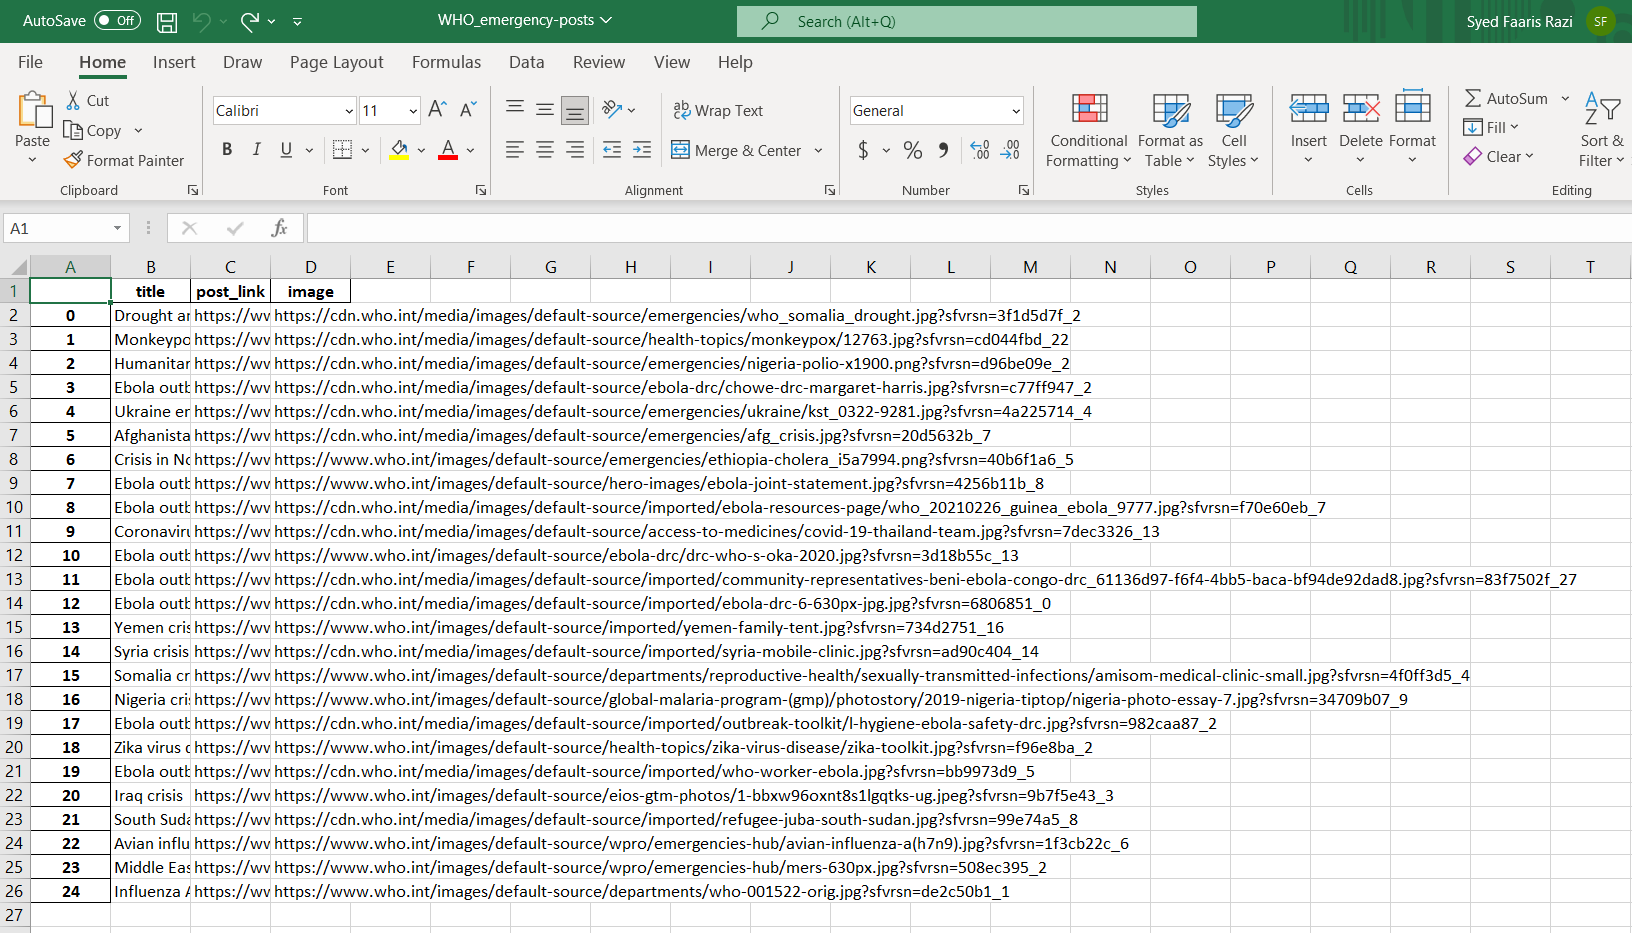 AutoSave Off WHO_emergency-posts Search (Alt+Q) Syed Faaris Razi SF
File Home Insert Draw Page Layout Formulas Data Review View Help
Paste
Cut
Copy
Format Painter
Clipboard
Calibri 11
A A
B I U A
Font
ab Wrap Text
Merge & Center
Alignment
General
$ % 9 .00 .00
Number
Conditional Formatting
Format as Table
Cell Styles
Styles
Insert Delete Format
Cells
AutoSum
Fill
Clear
Sort & Filter
Editing
A1 fx
A B C D E F G H I J K L M N O P Q R S T
1 title post_link image
2 0 Drought ar https://wv https://cdn.who.int/media/images/default-source/emergencies/who_somalia_drought.jpg?sfvrsn=3f1d5d7f_2
3 1 Monkeypo https://wv https://cdn.who.int/media/images/default-source/health-topics/monkeypox/12763.jpg?sfvrsn=cd044fbd_22
4 2 Humanitar https://wv https://cdn.who.int/media/images/default-source/emergencies/nigeria-polio-x1900.png?sfvrsn=d96be09e_2
5 3 Ebola outb https://wv https://cdn.who.int/media/images/default-source/ebola-drc/chowe-drc-margaret-harris.jpg?sfvrsn=c77ff947_2
6 4 Ukraine er https://wv https://cdn.who.int/media/images/default-source/emergencies/ukraine/kst_0322-9281.jpg?sfvrsn=4a225714_4
7 5 Afghanista https://wv https://cdn.who.int/media/images/default-source/emergencies/afg_crisis.jpg?sfvrsn=20d5632b_7
8 6 Crisis in No https://wv https://www.who.int/images/default-source/emergencies/ethiopia-cholera_i5a7994.png?sfvrsn=40b6f1a6_5
9 7 Ebola outb https://wv https://www.who.int/images/default-source/hero-images/ebola-joint-statement.jpg?sfvrsn=4256b11b_8
10 8 Ebola outb https://wv https://cdn.who.int/media/images/default-source/imported/ebola-resources-page/who_20210226_guinea_ebola_9777.jpg?sfvrsn=f70e60eb_7
11 9 Coronaviru https://wv https://cdn.who.int/media/images/default-source/access-to-medicines/covid-19-thailand-team.jpg?sfvrsn=7dec3326_13
12 10 Ebola outb https://wv https://www.who.int/images/default-source/ebola-drc/drc-who-s-oka-2020.jpg?sfvrsn=3d18b55c_13
13 11 Ebola outb https://wv https://cdn.who.int/media/images/default-source/imported/community-representatives-beni-ebola-congo-drc_61136d97-f6f4-4bb5-baca-bf94de92dad8.jpg?sfvrsn=83f7502f_27
14 12 Ebola outb https://wv https://cdn.who.int/media/images/default-source/imported/ebola-drc-6-630px-jpg.jpg?sfvrsn=6806851_0
15 13 Yemen cris https://wv https://www.who.int/images/default-source/imported/yemen-family-tent.jpg?sfvrsn=734d2751_16
16 14 Syria crisis https://wv https://cdn.who.int/media/images/default-source/imported/syria-mobile-clinic.jpg?sfvrsn=ad90c404_14
17 15 Somalia cr https://wv https://cdn.who.int/media/images/default-source/departments/reproductive-health/sexually-transmitted-infections/amisom-medical-clinic-small.jpg?sfvrsn=4f0ff3d5_4
18 16 Nigeria cri https://wv https://www.who.int/images/default-source/global-malaria-program-(gmp)/photostory/2019-nigeria-tiptop/nigeria-photo-essay-7.jpg?sfvrsn=34709b07_9
19 17 Ebola outb https://wv https://cdn.who.int/media/images/default-source/imported/outbreak-toolkit/l-hygiene-ebola-safety-drc.jpg?sfvrsn=982caa87_2
20 18 Zika virus d https://wv https://www.who.int/images/default-source/health-topics/zika-virus-disease/zika-toolkit.jpg?sfvrsn=f96e8ba_2
21 19 Ebola outb https://wv https://cdn.who.int/media/images/default-source/imported/who-worker-ebola.jpg?sfvrsn=bb9973d9_5
22 20 Iraq crisis https://wv https://www.who.int/images/default-source/eios-gtm-photos/1-bbxw96oxnt8s1lgqtks-ug.jpeg?sfvrsn=9b7f5e43_3
23 21 South Suda https://wv https://cdn.who.int/media/images/default-source/imported/refugee-juba-south-sudan.jpg?sfvrsn=99e74a5_8
24 22 Avian influ https://wv https://www.who.int/images/default-source/wpro/emergencies-hub/avian-influenza-a(h7n9).jpg?sfvrsn=1f3cb22c_6
25 23 Middle Eas https://wv https://www.who.int/images/default-source/wpro/emergencies-hub/mers-630px.jpg?sfvrsn=508ec395_2
26 24 Influenza A https://wv https://www.who.int/images/default-source/departments/who-001522-orig.jpg?sfvrsn=de2c50b1_1
27